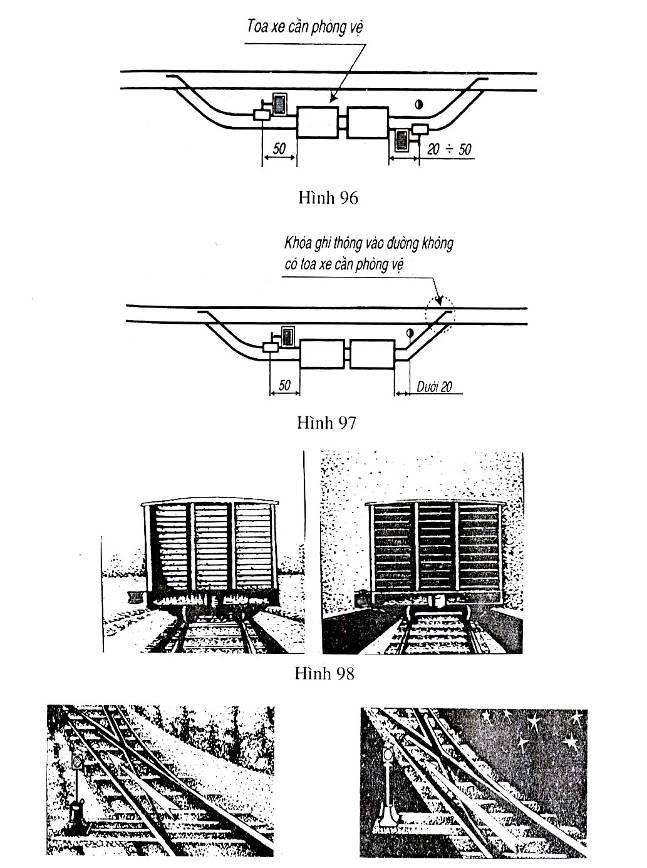 Toa xe cần phòng vệ
50
20 ÷ 50
Hình 96
Khóa ghi thông vào đường không
có toa xe cần phòng vệ
50
Dưới 20
Hình 97
Hình 98